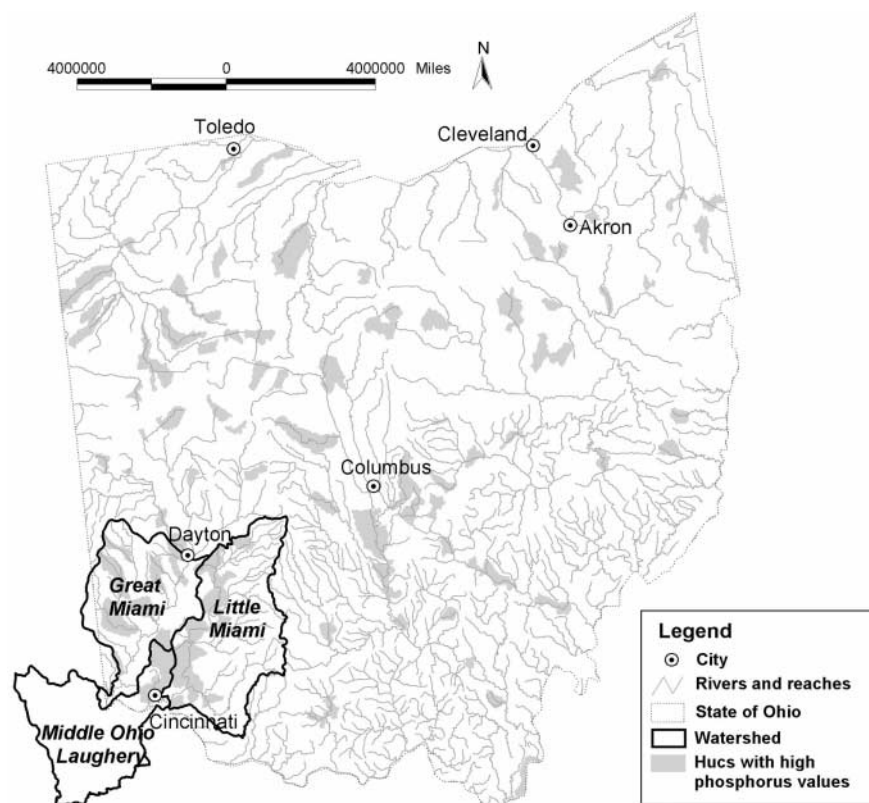 N
4000000 0 4000000 Miles
Toledo
Cleveland
Akron
Columbus
Dayton
Great
Miami
Little
Miami
Cincinnati
Middle Ohio
Laughery
Legend
City
Rivers and reaches
State of Ohio
Watershed
Hucs with high
phosphorus values